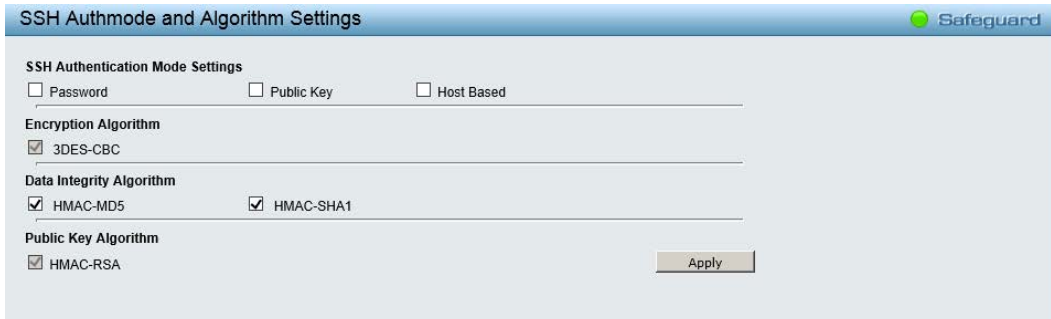 SSH Authmode and Algorithm Settings Safeguard
SSH Authentication Mode Settings
Password Public Key Host Based
Encryption Algorithm
3DES-CBC
Data Integrity Algorithm
HMAC-MD5 HMAC-SHA1
Public Key Algorithm
HMAC-RSA Apply